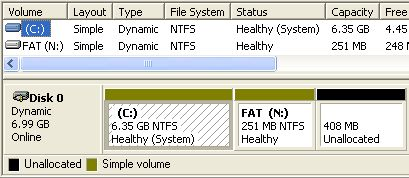 Volume Layout Type File System Status Capacity Free
(C:) Simple Dynamic NTFS Healthy (System) 6.35 GB 4.45
FAT (N:) Simple Dynamic NTFS Healthy 251 MB 248 M
Disk 0
Dynamic
6.99 GB
Online
(C:)
6.35 GB NTFS
Healthy (System)
FAT (N:)
251 MB NTFS
Healthy
408 MB
Unallocated
Unallocated Simple volume